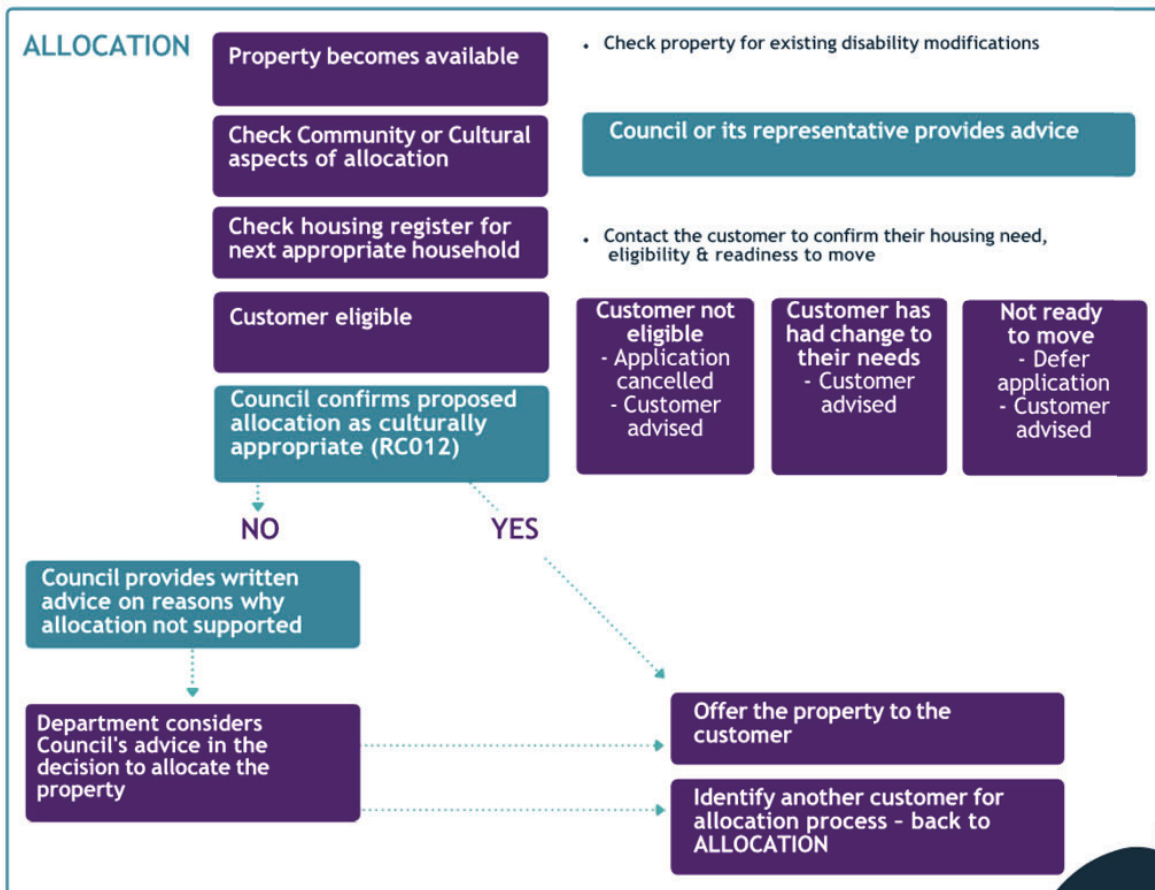 ALLOCATION
Property becomes available
• Check property for existing disability modifications
Check Community or Cultural
aspects of allocation
Council or its representative provides advice
Check housing register for
next appropriate household
• Contact the customer to confirm their housing need,
eligibility & readiness to move
Customer eligible
Customer not
eligible
- Application
cancelled
- Customer
advised
Customer has
had change to
their needs
- Customer
advised
Not ready
to move
- Defer
application
- Customer
advised
Council confirms proposed
allocation as culturally
appropriate (RC012)
NO
YES
Council provides written
advice on reasons why
allocation not supported
Department considers
Council's advice in the
decision to allocate the
property
Offer the property to the
customer
Identify another customer for
allocation process – back to
ALLOCATION